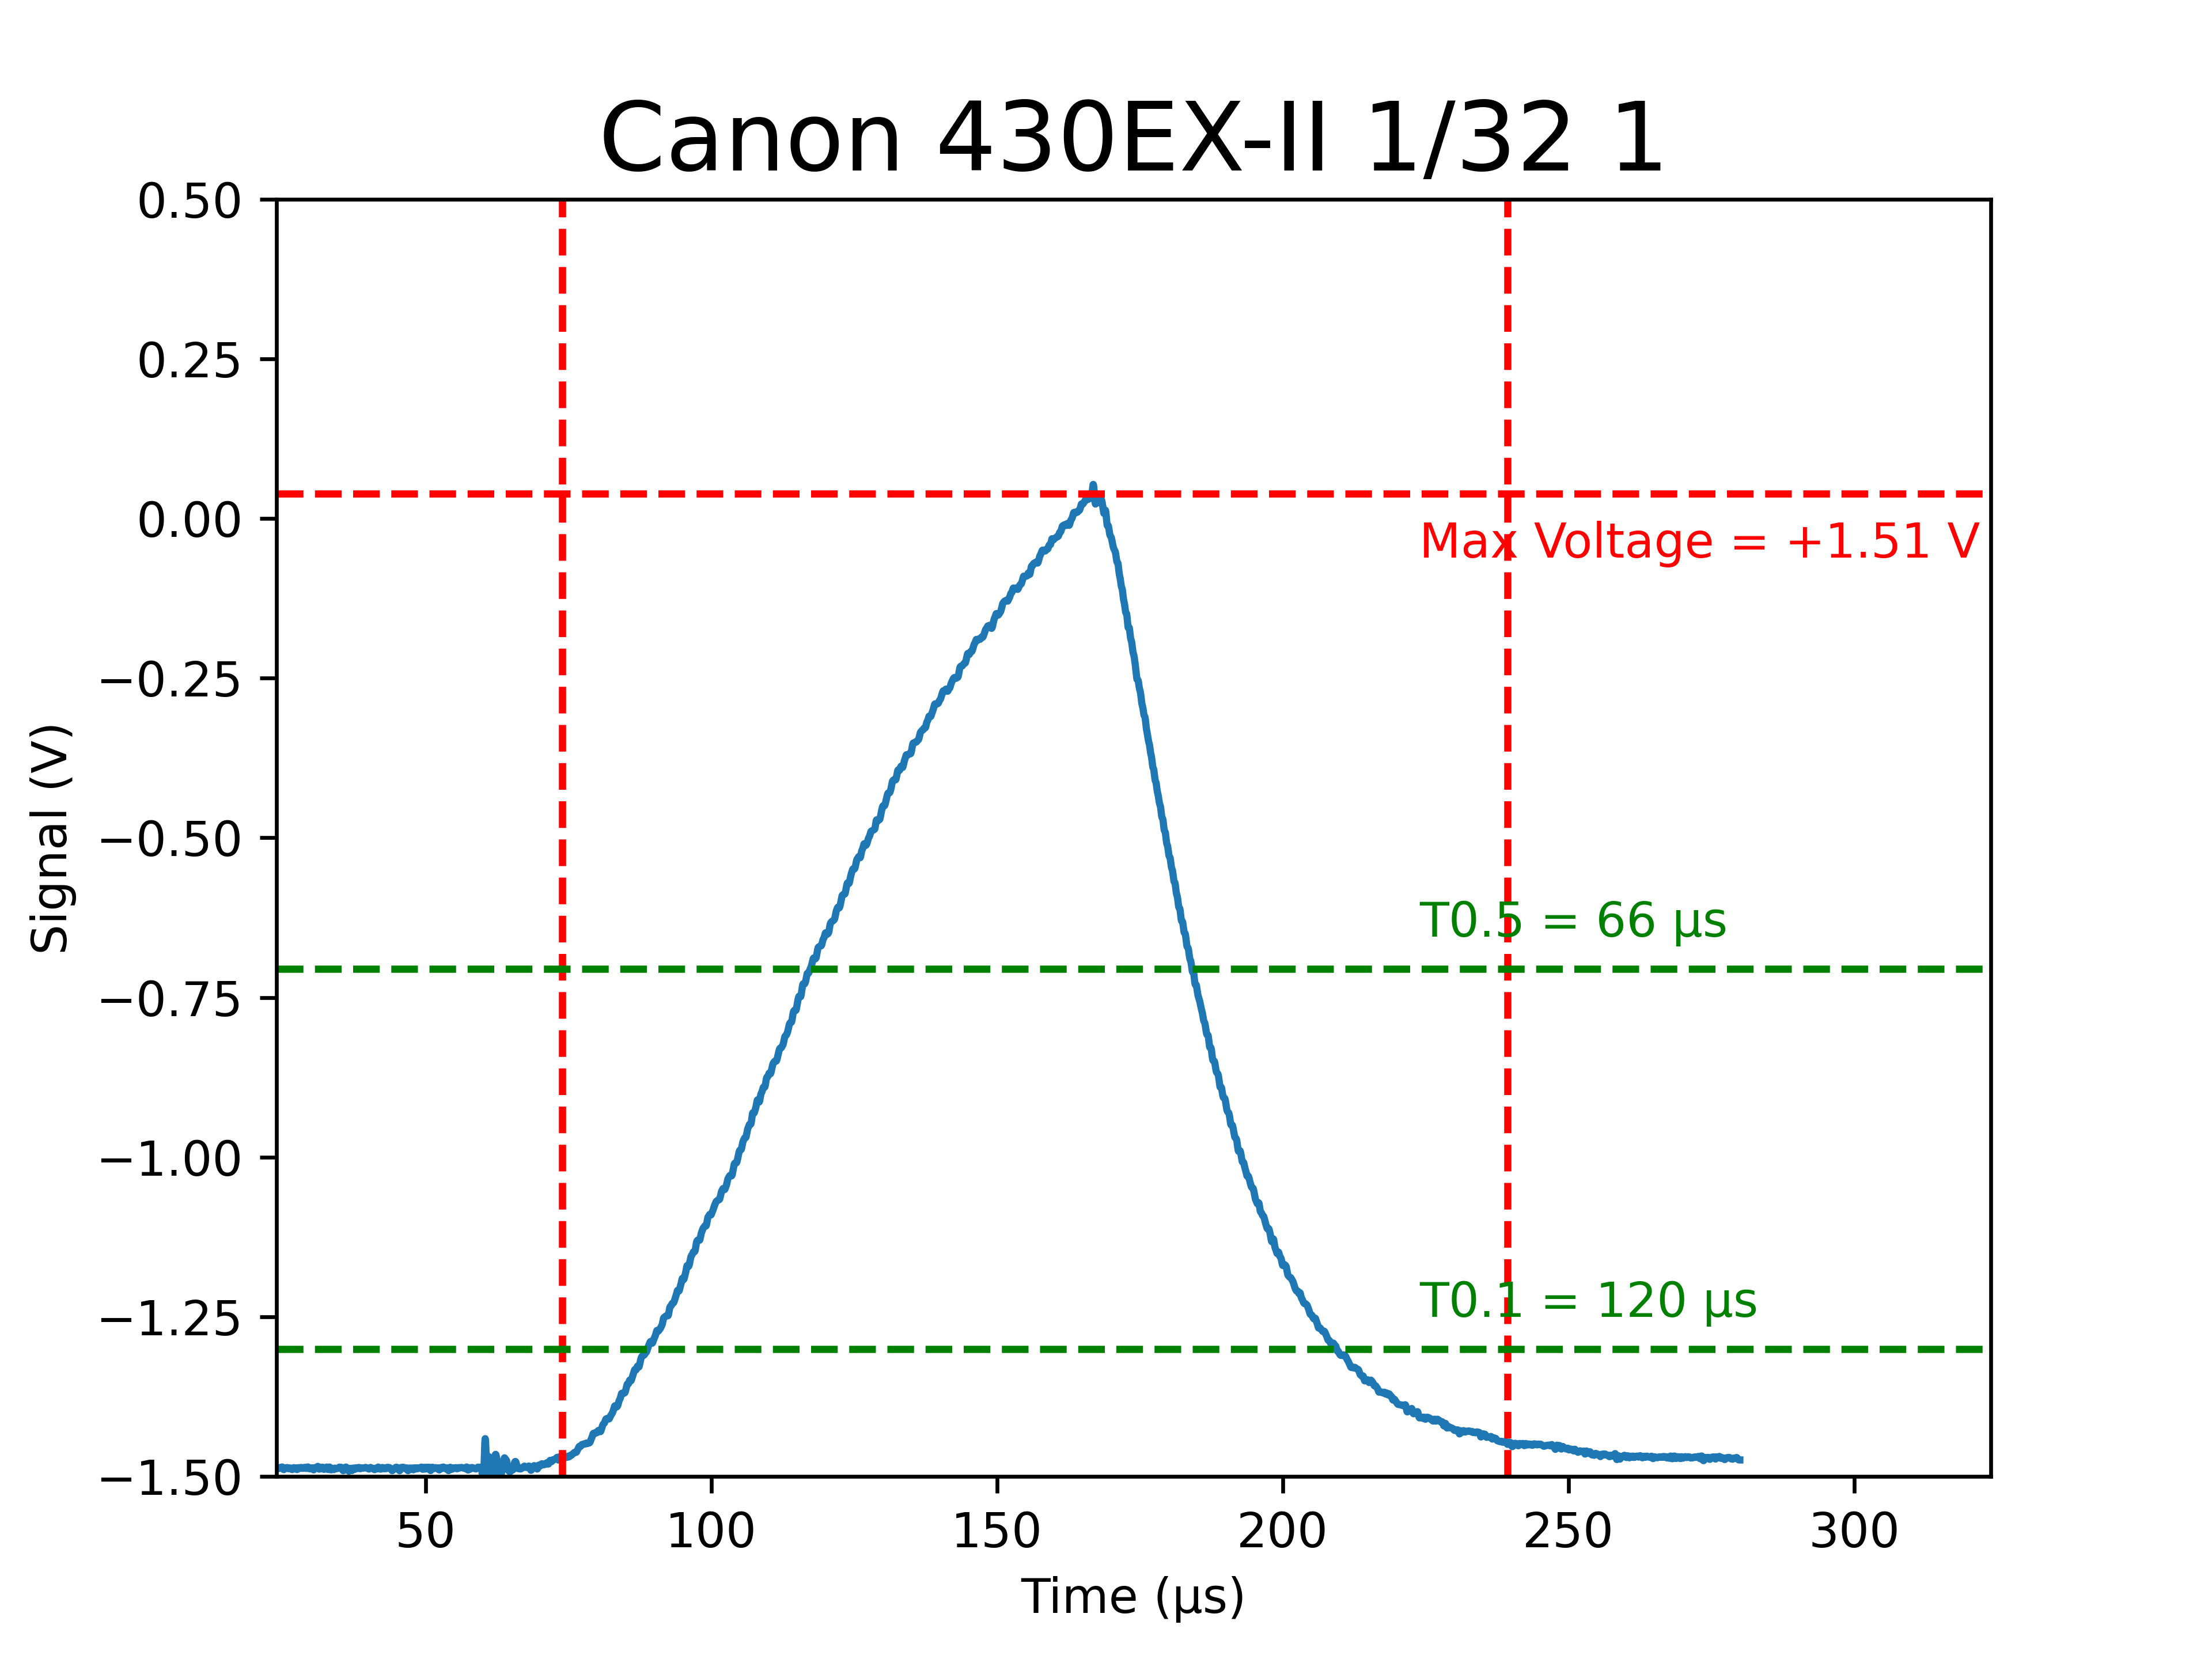 Canon 430EX-II 1/32 1
0.50
0.25
0.00
−0.25
−0.50
−0.75
−1.00
−1.25
−1.50
Signal (V)
Max Voltage = +1.51 V
T0.5 = 66 μs
T0.1 = 120 μs
50 100 150 200 250 300
Time (μs)